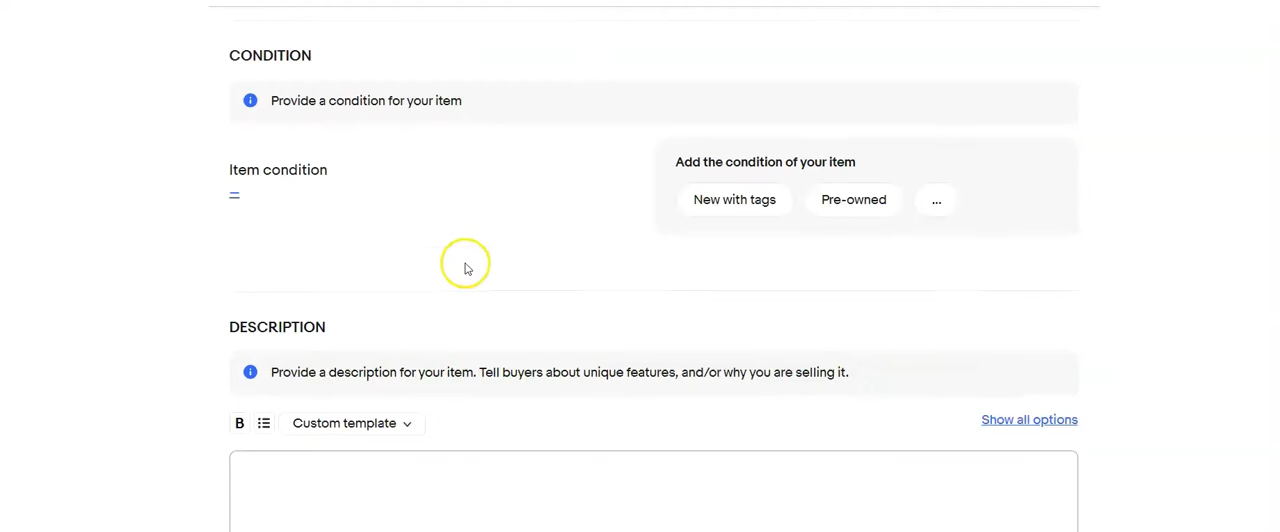 CONDITION
Provide a condition for your item
Item condition
Add the condition of your item
New with tags
Pre-owned
...
DESCRIPTION
Provide a description for your item. Tell buyers about unique features, and/or why you are selling it.
B
Custom template
Show all options